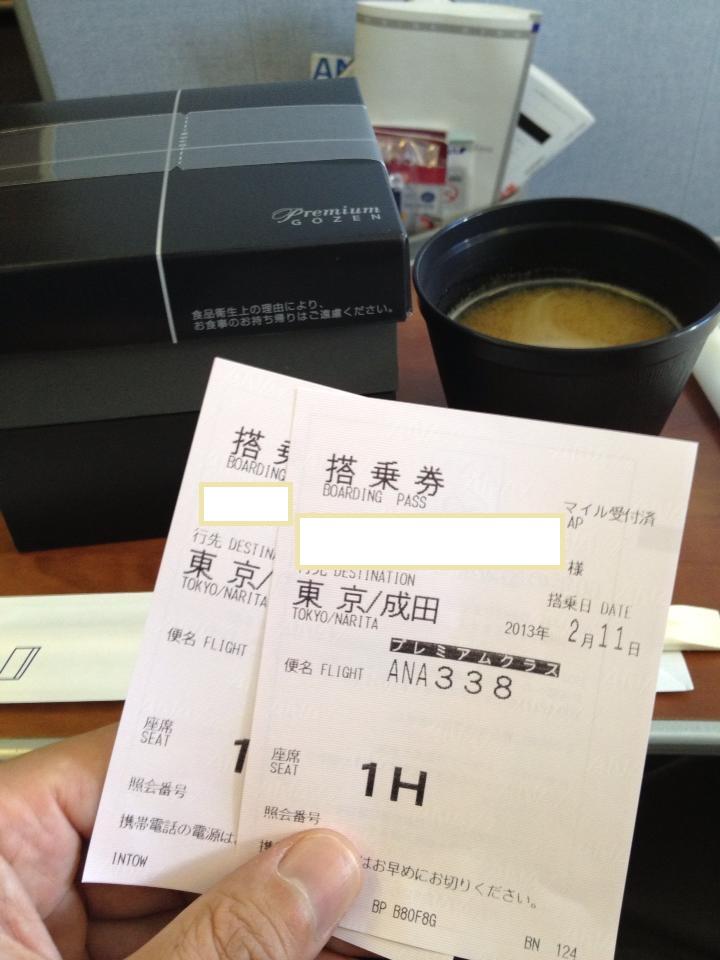 AN
Premium
GOZEN
食品衛生上の理由により、
お食事のお持ち帰りはご遠慮ください。
搭
BOARDING
行先 DESTINA
東 京/
TOKYO/NARITA
便名 FLIGHT
座席
SEAT
1
照会番号
携帯電話の電源は、
INTOW
搭 乗 券
BOARDING PASS
マイル受付済
AP
様
行先 DESTINATION
東 京/成田
TOKYO/NARITA
搭乗日 DATE
2013年 2月11日
プレミアムクラス
便名 FLIGHT ANA338
座席
SEAT
1H
照会番号
はお早めにお切りください。
BP B80F8G
BN 124